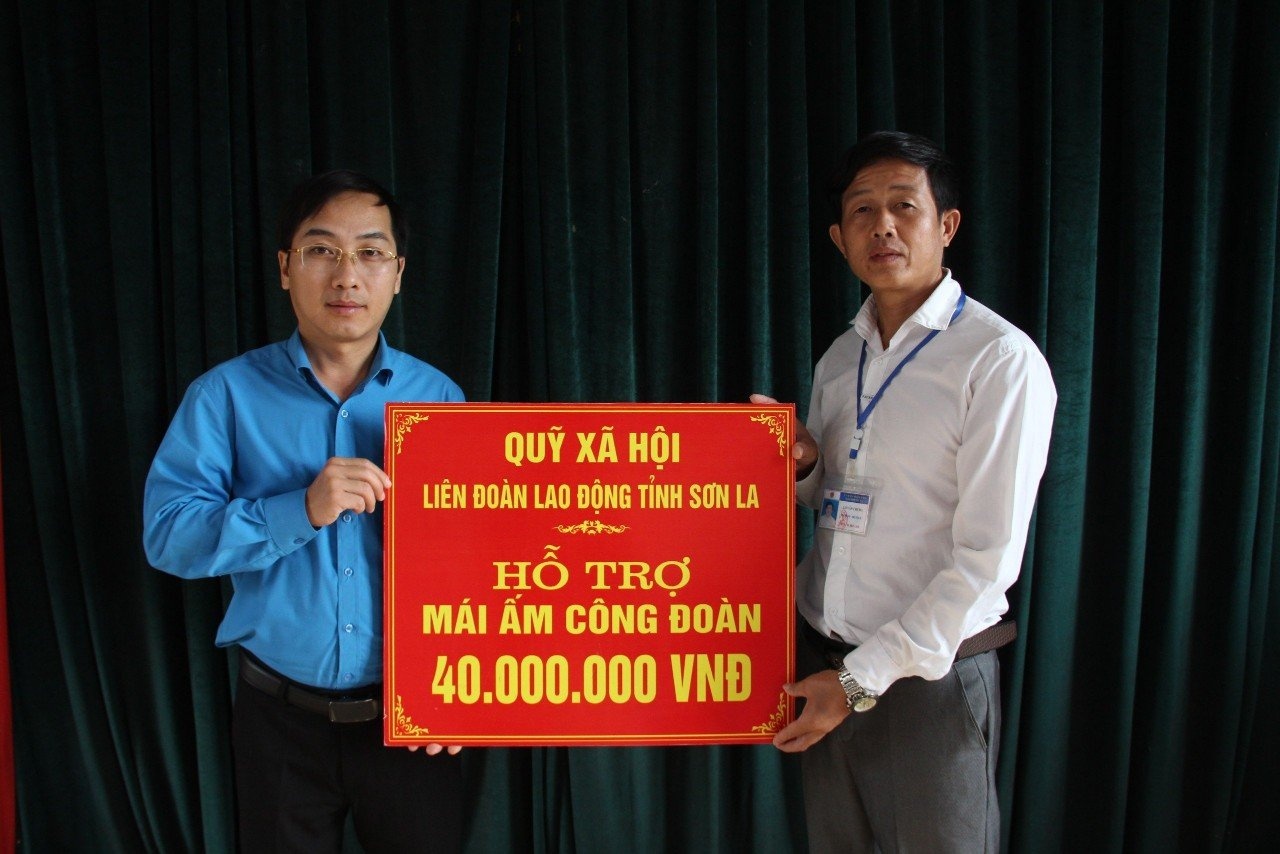 QUỸ XÃ HỘI
LIÊN ĐOÀN LAO ĐỘNG TỈNH SƠN LA
HỖ TRỢ
MÁI ẤM CÔNG ĐOÀN
40.000.000 VNĐ